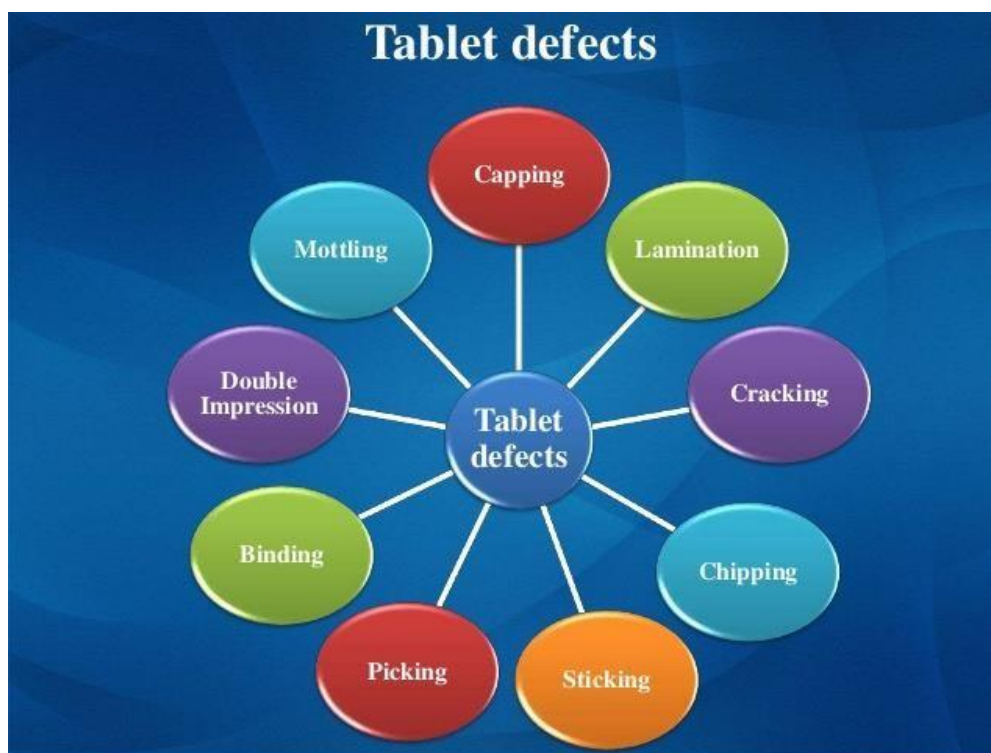 Tablet defects
Capping
Lamination
Cracking
Chipping
Sticking
Picking
Binding
Double
Impression
Mottling
Tablet
defects